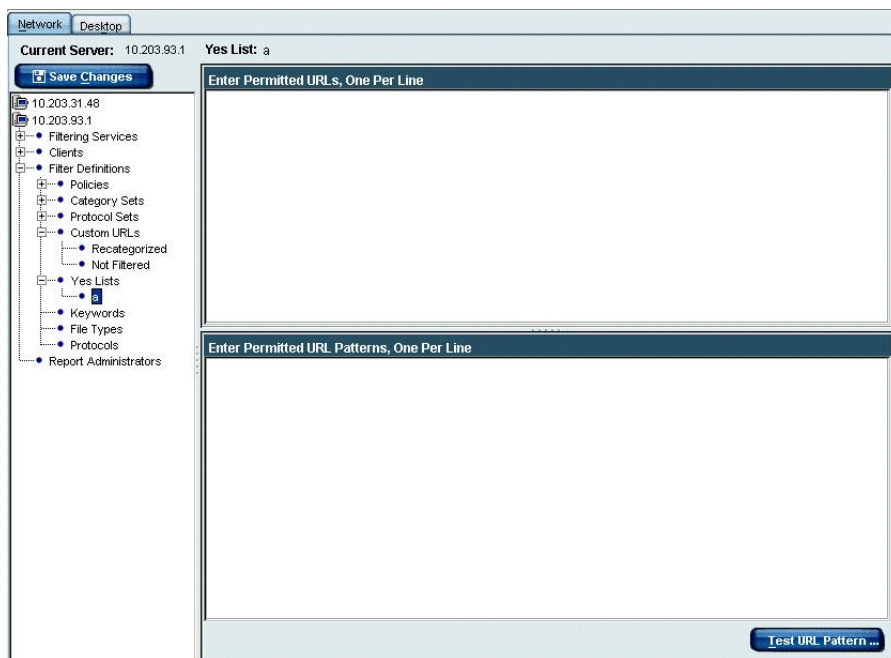 Network Desktop
Current Server: 10.203.93.1 Yes List: a
Save Changes
10.203.31.48
10.203.93.1
Filtering Services
Clients
Filter Definitions
Policies
Category Sets
Protocol Sets
Custom URLs
Recategorized
Not Filtered
Yes Lists
a
Keywords
File Types
Protocols
Report Administrators
Enter Permitted URLs, One Per Line
Enter Permitted URL Patterns, One Per Line
Test URL Pattern ...